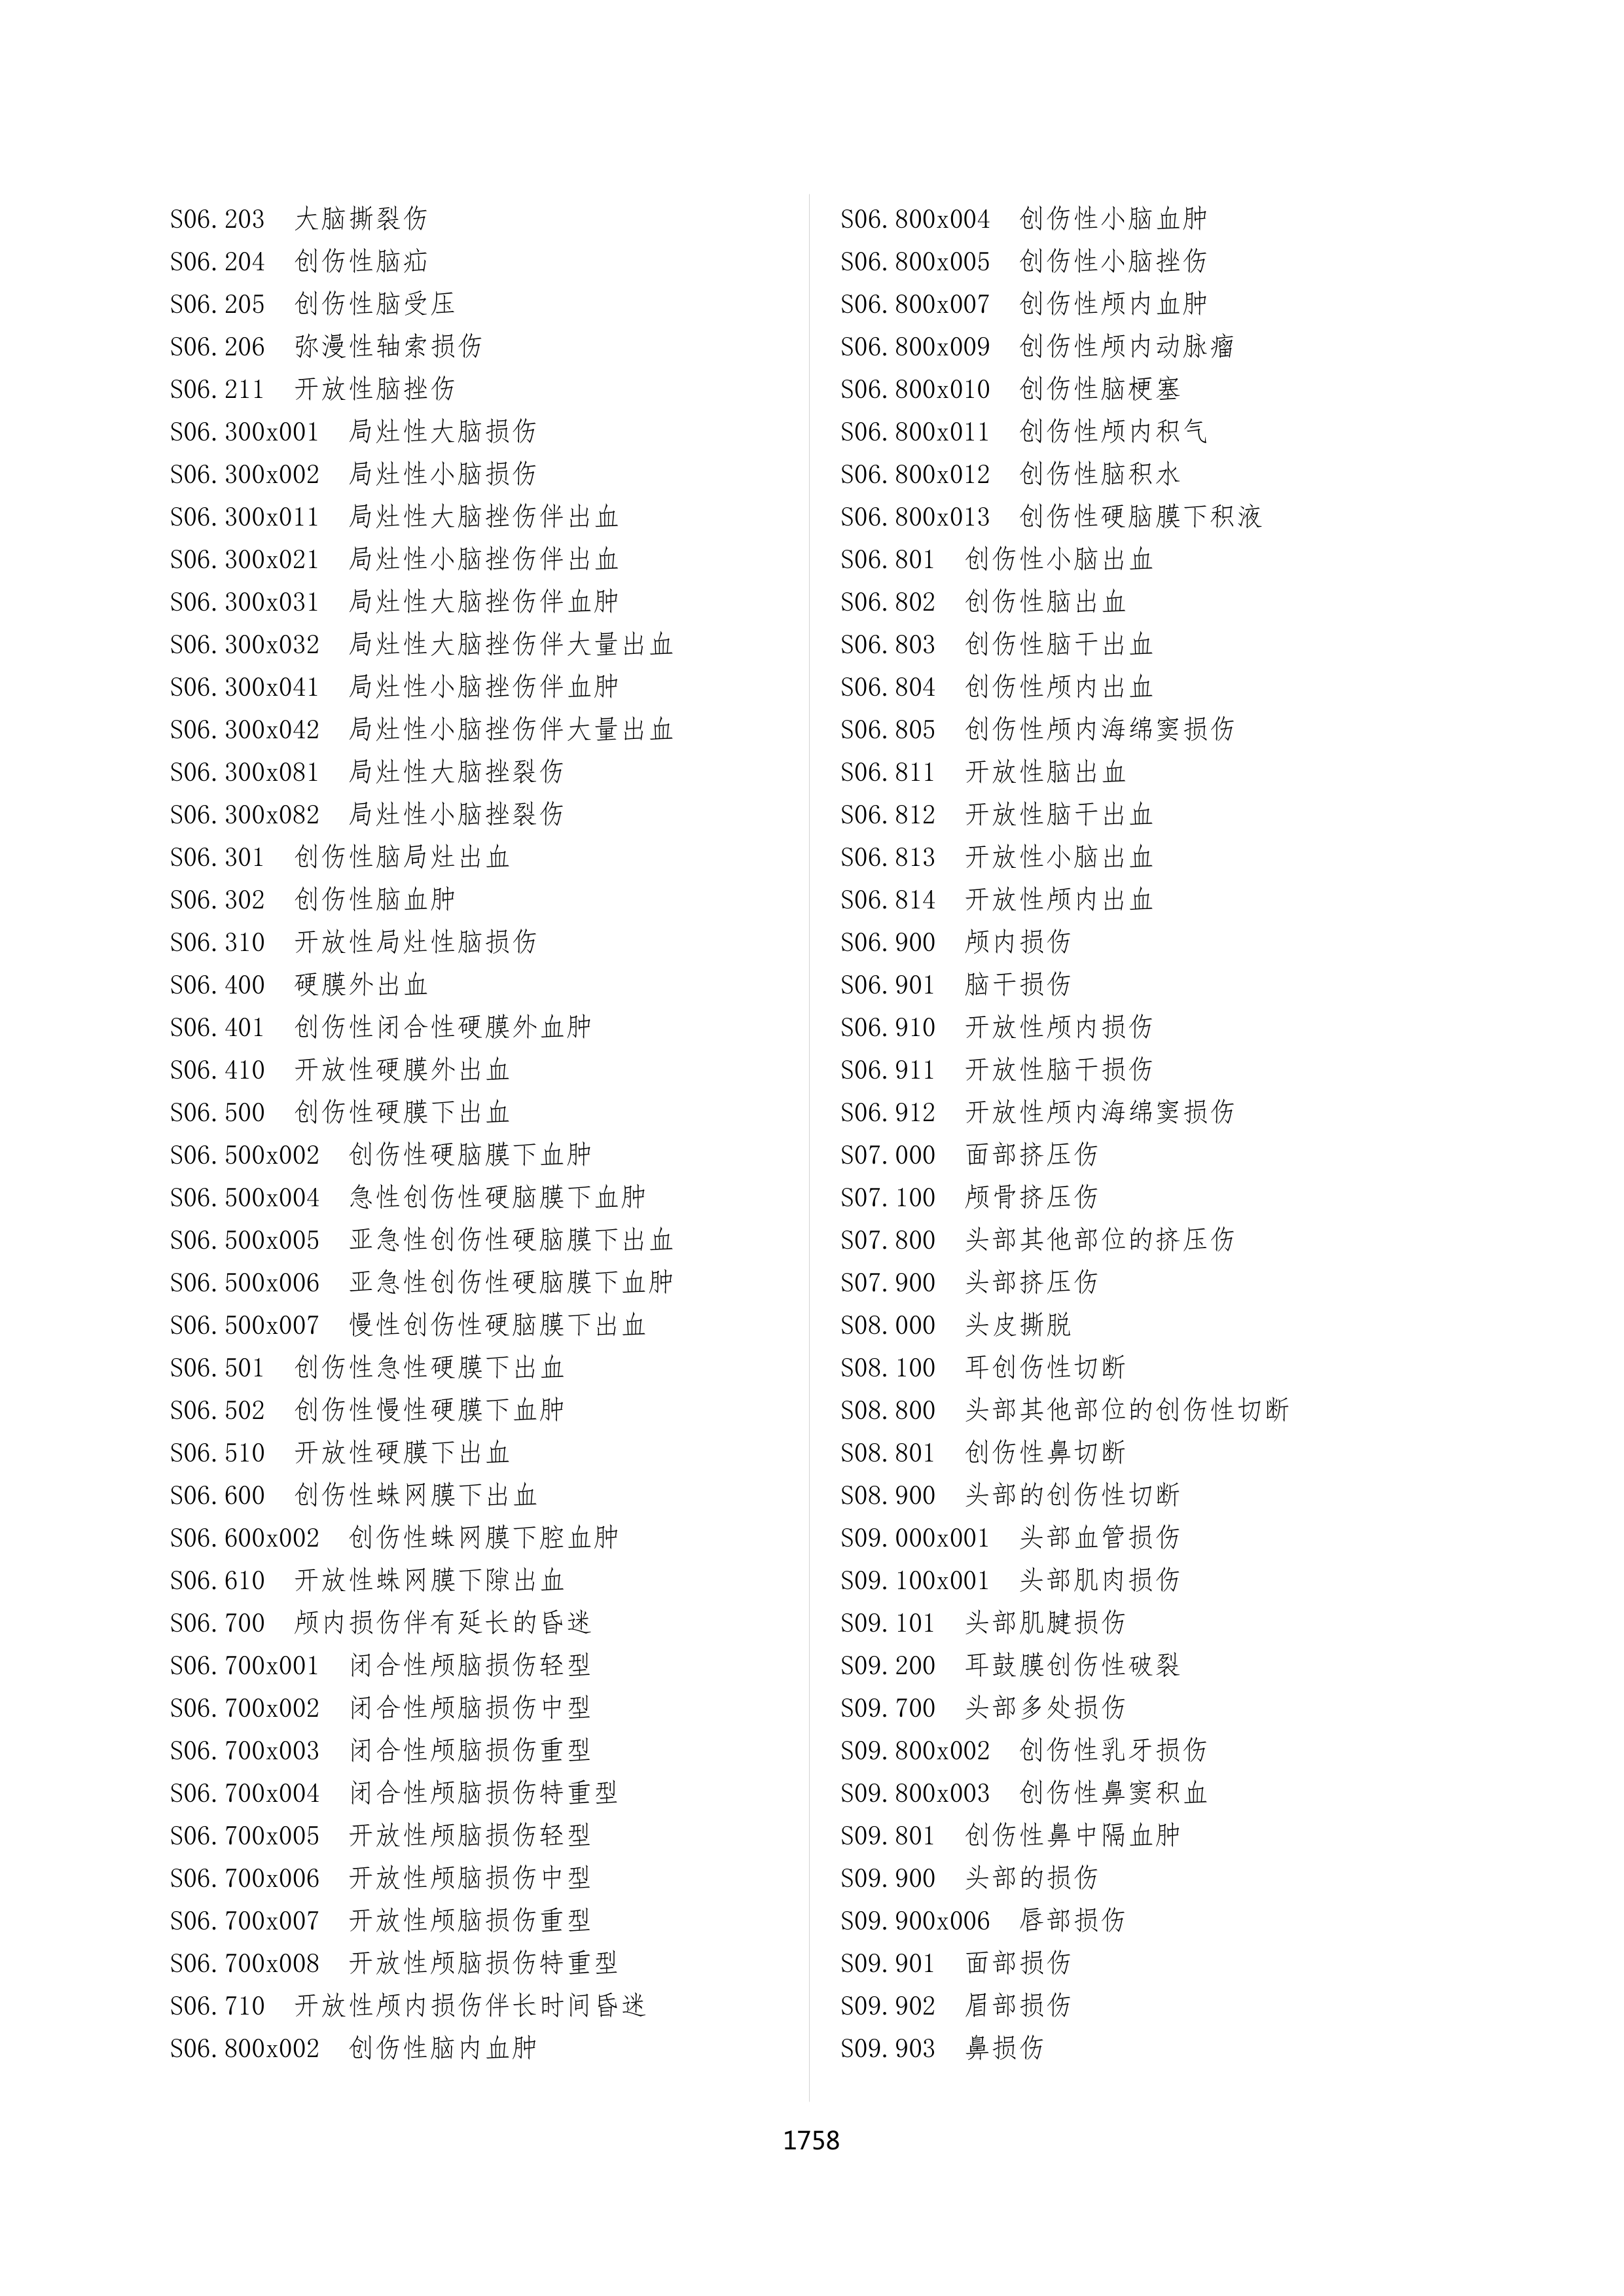 S06.203 大脑撕裂伤
S06.204 创伤性脑疝
S06.205 创伤性脑受压
S06.206 弥漫性轴索损伤
S06.211 开放性脑挫伤
S06.300x001 局灶性大脑损伤
S06.300x002 局灶性小脑损伤
S06.300x011 局灶性大脑挫伤伴出血
S06.300x021 局灶性小脑挫伤伴出血
S06.300x031 局灶性大脑挫伤伴血肿
S06.300x032 局灶性大脑挫伤伴大量出血
S06.300x041 局灶性小脑挫伤伴血肿
S06.300x042 局灶性小脑挫伤伴大量出血
S06.300x081 局灶性大脑挫裂伤
S06.300x082 局灶性小脑挫裂伤
S06.301 创伤性脑局灶出血
S06.302 创伤性脑血肿
S06.310 开放性局灶性脑损伤
S06.400 硬膜外出血
S06.401 创伤性闭合性硬膜外血肿
S06.410 开放性硬膜外出血
S06.500 创伤性硬膜下出血
S06.500x002 创伤性硬脑膜下血肿
S06.500x004 急性创伤性硬脑膜下血肿
S06.500x005 亚急性创伤性硬脑膜下出血
S06.500x006 亚急性创伤性硬脑膜下血肿
S06.500x007 慢性创伤性硬脑膜下出血
S06.501 创伤性急性硬膜下出血
S06.502 创伤性慢性硬膜下血肿
S06.510 开放性硬膜下出血
S06.600 创伤性蛛网膜下出血
S06.600x002 创伤性蛛网膜下腔血肿
S06.610 开放性蛛网膜下隙出血
S06.700 颅内损伤伴有延长的昏迷
S06.700x001 闭合性颅脑损伤轻型
S06.700x002 闭合性颅脑损伤中型
S06.700x003 闭合性颅脑损伤重型
S06.700x004 闭合性颅脑损伤特重型
S06.700x005 开放性颅脑损伤轻型
S06.700x006 开放性颅脑损伤中型
S06.700x007 开放性颅脑损伤重型
S06.700x008 开放性颅脑损伤特重型
S06.710 开放性颅内损伤伴长时间昏迷
S06.800x002 创伤性脑内血肿
S06.800x004 创伤性小脑血肿
S06.800x005 创伤性小脑挫伤
S06.800x007 创伤性颅内血肿
S06.800x009 创伤性颅内动脉瘤
S06.800x010 创伤性脑梗塞
S06.800x011 创伤性颅内积气
S06.800x012 创伤性脑积水
S06.800x013 创伤性硬脑膜下积液
S06.801 创伤性小脑出血
S06.802 创伤性脑出血
S06.803 创伤性脑干出血
S06.804 创伤性颅内出血
S06.805 创伤性颅内海绵窦损伤
S06.811 开放性脑出血
S06.812 开放性脑干出血
S06.813 开放性小脑出血
S06.814 开放性颅内出血
S06.900 颅内损伤
S06.901 脑干损伤
S06.910 开放性颅内损伤
S06.911 开放性脑干损伤
S06.912 开放性颅内海绵窦损伤
S07.000 面部挤压伤
S07.100 颅骨挤压伤
S07.800 头部其他部位的挤压伤
S07.900 头部挤压伤
S08.000 头皮撕脱
S08.100 耳创伤性切断
S08.800 头部其他部位的创伤性切断
S08.801 创伤性鼻切断
S08.900 头部的创伤性切断
S09.000x001 头部血管损伤
S09.100x001 头部肌肉损伤
S09.101 头部肌腱损伤
S09.200 耳鼓膜创伤性破裂
S09.700 头部多处损伤
S09.800x002 创伤性乳牙损伤
S09.800x003 创伤性鼻窦积血
S09.801 创伤性鼻中隔血肿
S09.900 头部的损伤
S09.900x006 唇部损伤
S09.901 面部损伤
S09.902 眉部损伤
S09.903 鼻损伤
1758